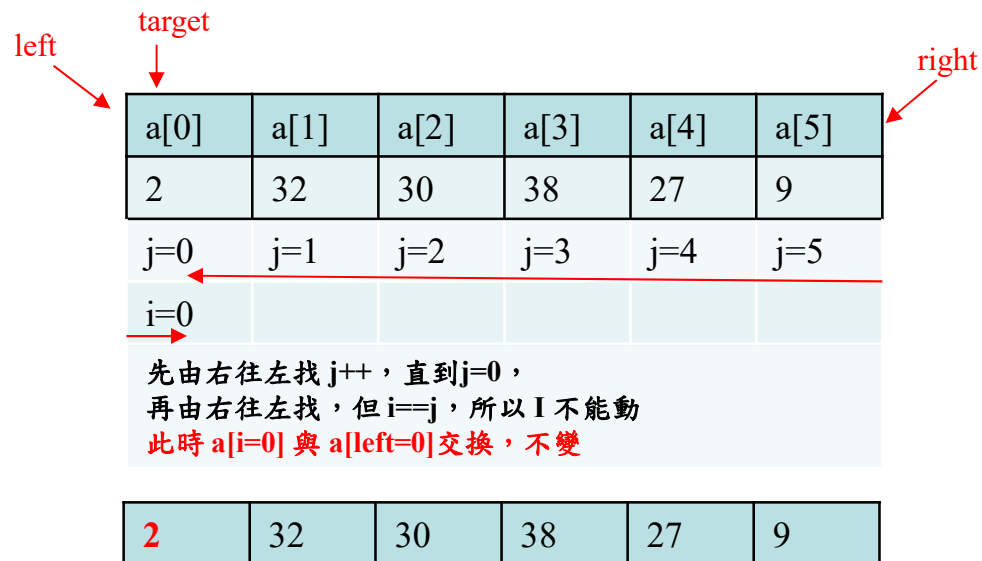 target
left
right
a[0] a[1] a[2] a[3] a[4] a[5]
2 32 30 38 27 9
j=0 j=1 j=2 j=3 j=4 j=5
i=0
先由右往左找 j++，直到j=0，
再由右往左找，但 i==j，所以 I 不能動
此時 a[i=0] 與 a[left=0]交換，不變
2 32 30 38 27 9